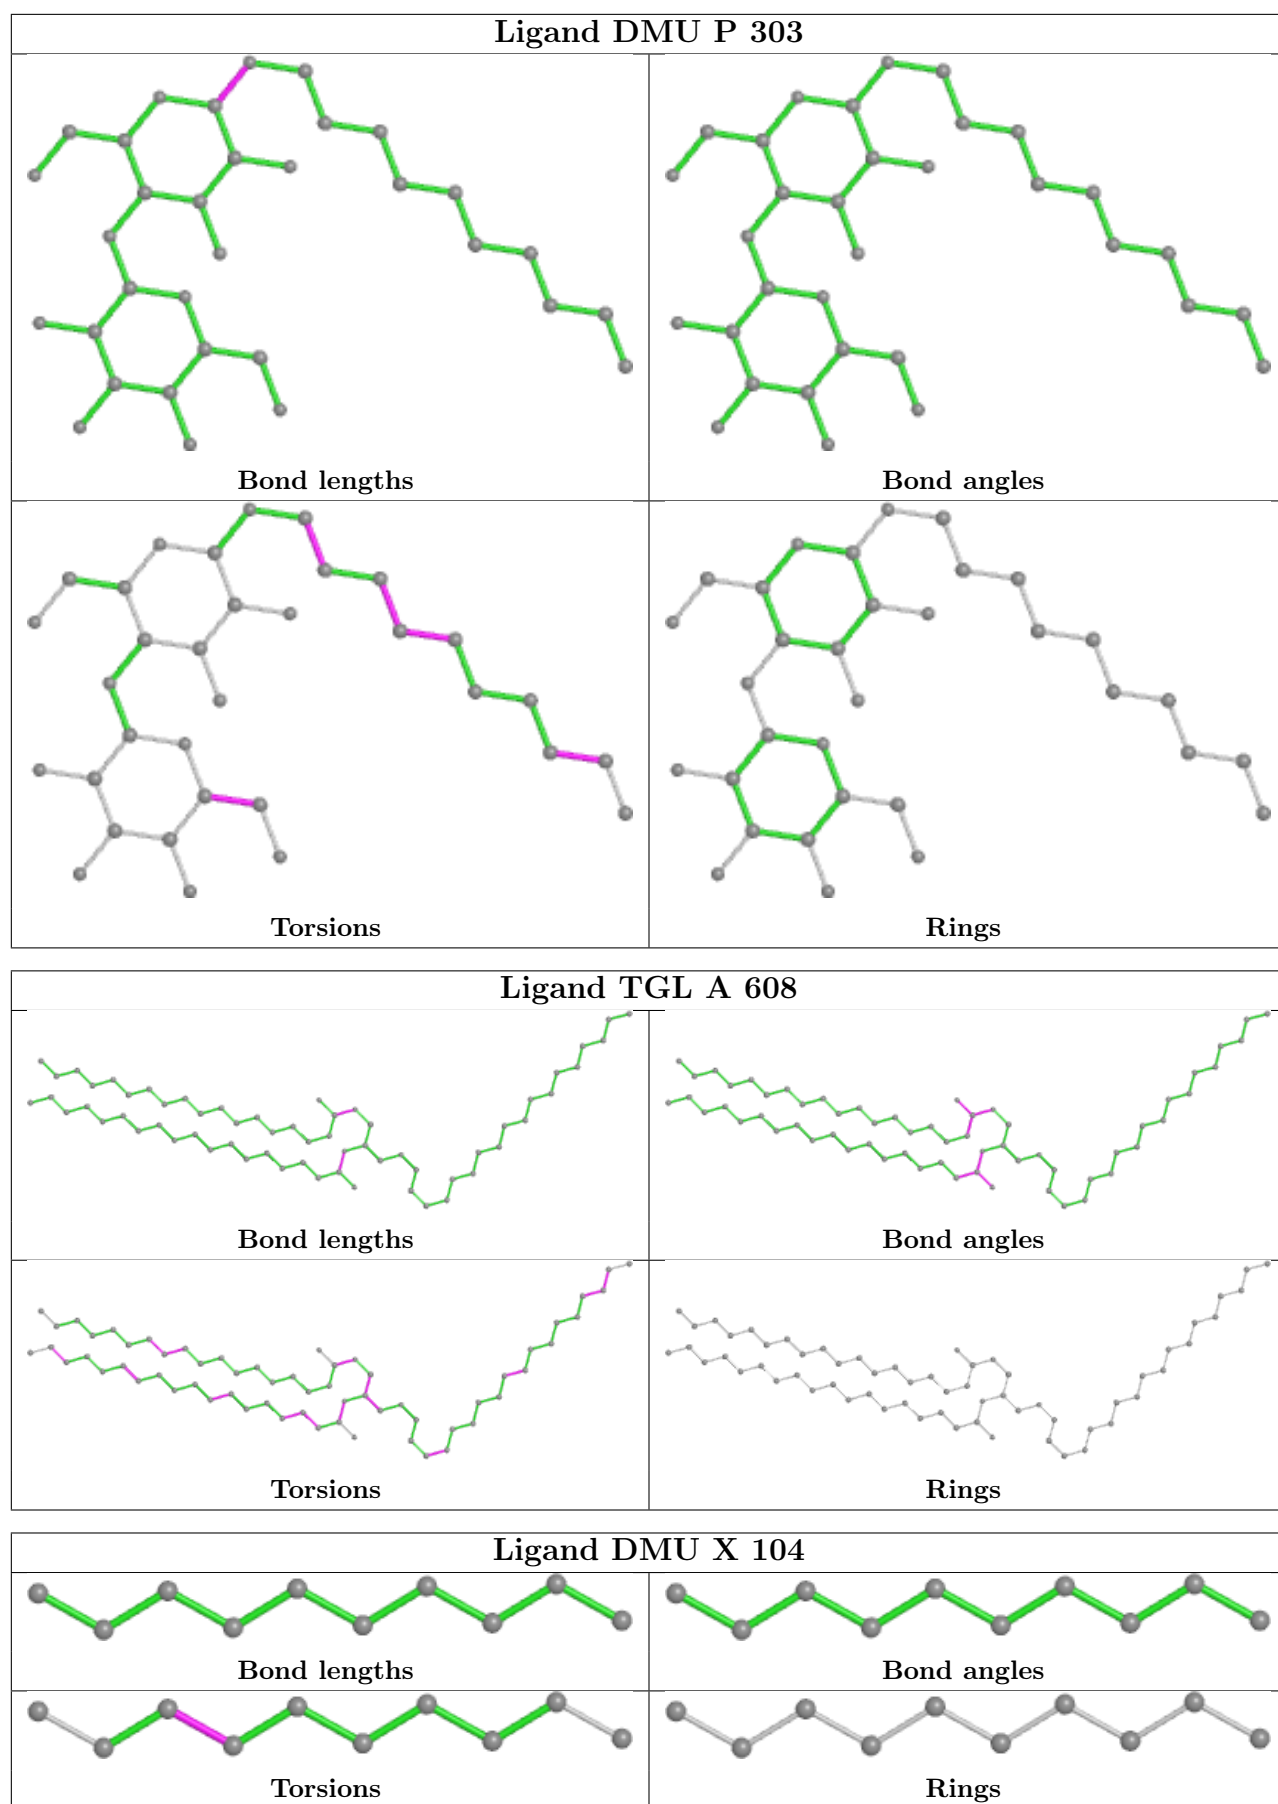 Ligand DMU P 303
Bond lengths
Bond angles
Torsions
Rings
Ligand TGL A 608
Bond lengths
Bond angles
Torsions
Rings
Ligand DMU X 104
Bond lengths
Bond angles
Torsions
Rings